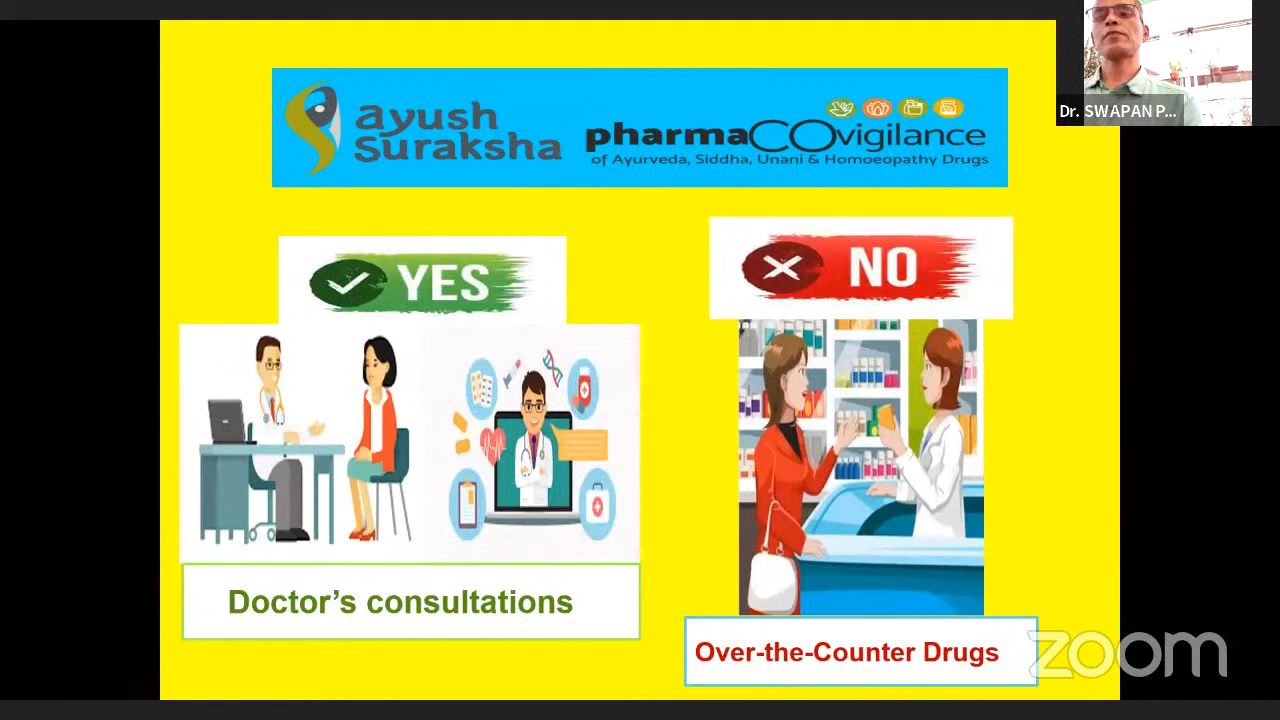 Dr. SWAPAN P...
ayush
suraksha
pharmaCOvigilance
of Ayurveda, Siddha, Unani & Homoeopathy Drugs
YES
NO
Doctor's consultations
Over-the-Counter Drugs
zoom